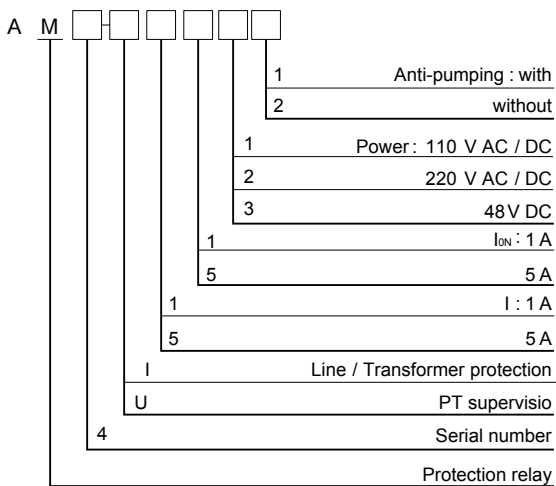 A M -
1 Anti-pumping : with
2 without
1 Power : 110 V AC / DC
2 220 V AC / DC
3 48V DC
1 I0N : 1 A
5 5 A
1 I : 1 A
5 5 A
I Line / Transformer protection
U PT supervisio
4 Serial number
Protection relay